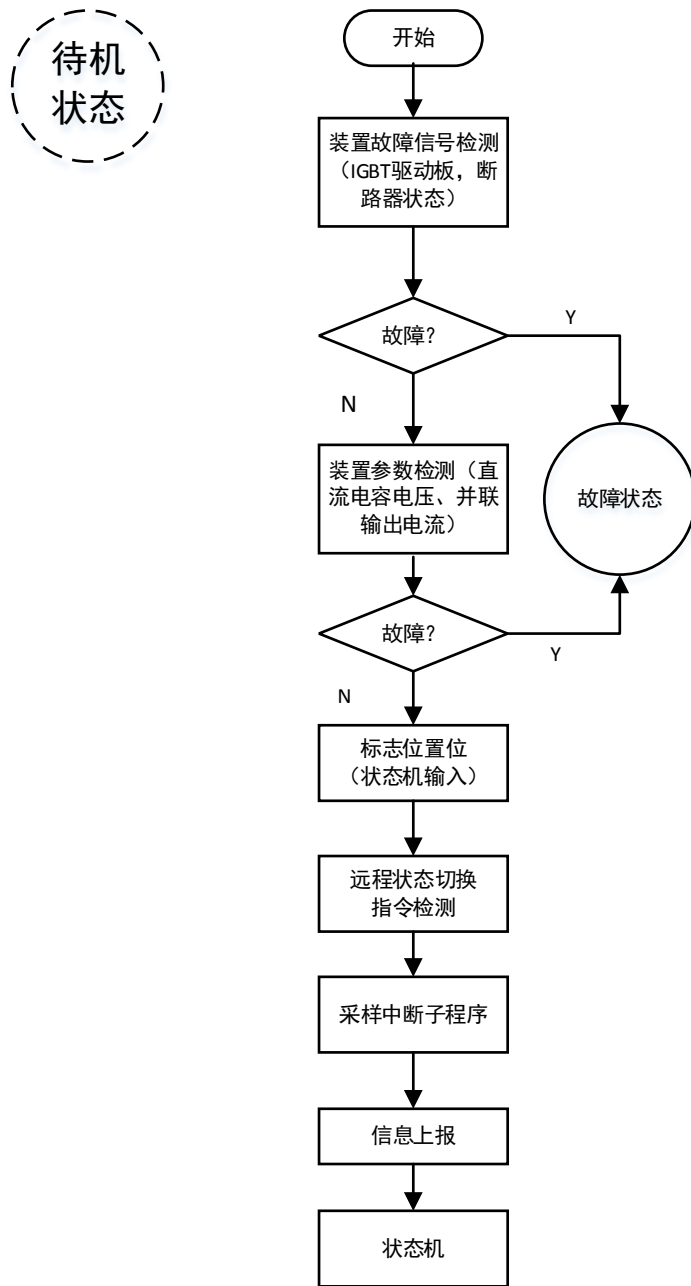 待机
状态
开始
装置故障信号检测
（IGBT驱动板，断
路器状态）
故障?
Y
N
装置参数检测（直
流电容电压、并联
输出电流）
故障状态
故障?
Y
N
标志位置位
（状态机输入）
远程状态切换
指令检测
采样中断子程序
信息上报
状态机